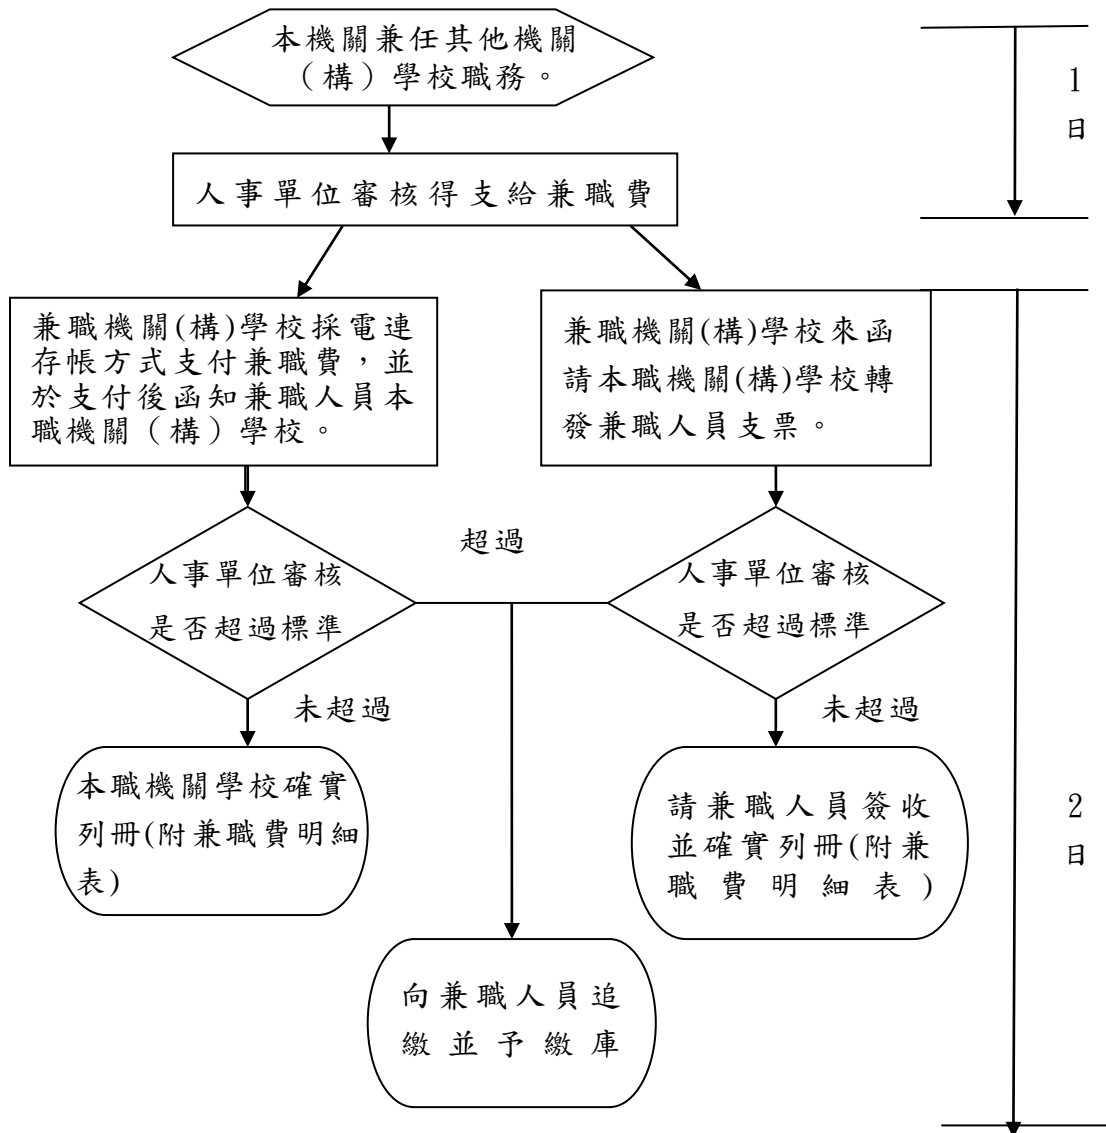 本機關兼任其他機關
（構）學校職務。
1
日
人事單位審核得支給兼職費
兼職機關(構)學校採電連
存帳方式支付兼職費，並
於支付後函知兼職人員本
職機關（構）學校。
兼職機關(構)學校來函
請本職機關(構)學校轉
發兼職人員支票。
超過
人事單位審核
是否超過標準
人事單位審核
是否超過標準
未超過
未超過
本職機關學校確實
列冊(附兼職費明細
表)
請兼職人員簽收
並確實列冊(附兼
職費明細表)
2
日
向兼職人員追
繳並予繳庫